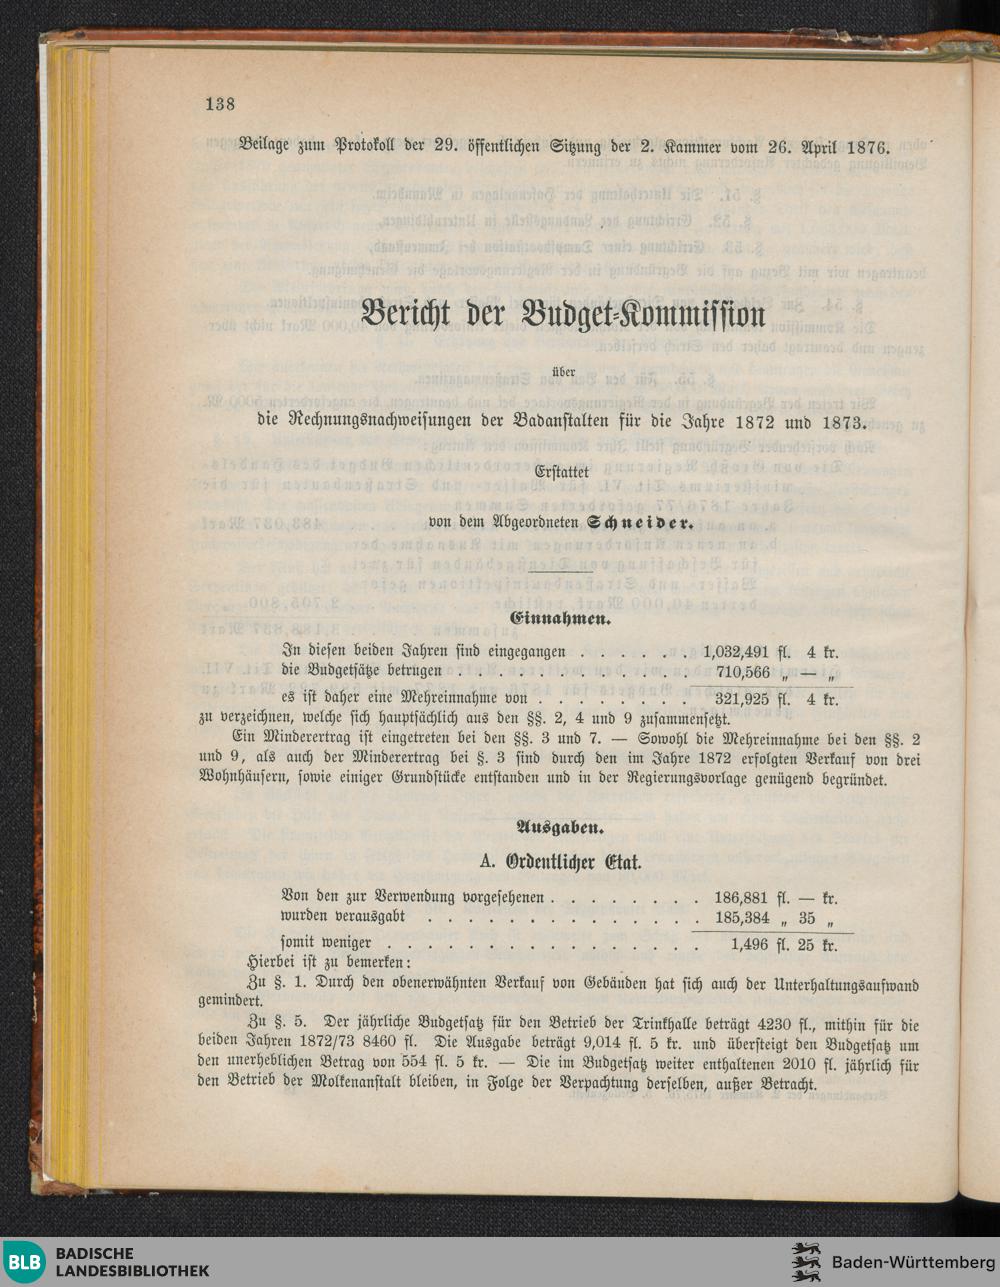 138
Beilage zum Protokoll der 29. öffentlichen Sitzung der 2. Kammer vom 26. April 1876.
Bericht der Budget-Kommission
über
die Rechnungsnachweisungen der Badanstalten für die Jahre 1872 und 1873.
Erstattet
von dem Abgeordneten Schneider.
Einnahmen.
In diesen beiden Jahren sind eingegangen . . . . . . 1,032,491 fl. 4 kr.
die Budgetsätze betrugen . . . . . . . . . . . . 710,566 „ — „
es ist daher eine Mehreinnahme von . . . . . . . . 321,925 fl. 4 kr.
zu verzeichnen, welche sich hauptsächlich aus den §§. 2, 4 und 9 zusammensetzt.
Ein Minderertrag ist eingetreten bei den §§. 3 und 7. — Sowohl die Mehreinnahme bei den §§. 2
und 9, als auch der Minderertrag bei §. 3 sind durch den im Jahre 1872 erfolgten Verkauf von drei
Wohnhäusern, sowie einiger Grundstücke entstanden und in der Regierungsvorlage genügend begründet.
Ausgaben.
A. Ordentlicher Etat.
Von den zur Verwendung vorgesehenen . . . . . . . . 186,881 fl. — kr.
wurden verausgabt . . . . . . . . . . . . . . 185,384 „ 35 „
somit weniger . . . . . . . . . . . . . . . . 1,496 fl. 25 kr.
Hierbei ist zu bemerken:
Zu §. 1. Durch den obenerwähnten Verkauf von Gebäuden hat sich auch der Unterhaltungsaufwand
gemindert.
Zu §. 5. Der jährliche Budgetsatz für den Betrieb der Trinkhalle beträgt 4230 fl., mithin für die
beiden Jahren 1872/73 8460 fl. Die Ausgabe beträgt 9,014 fl. 5 kr. und übersteigt den Budgetsatz um
den unerheblichen Betrag von 554 fl. 5 kr. — Die im Budgetsatz weiter enthaltenen 2010 fl. jährlich für
den Betrieb der Molkenanstalt bleiben, in Folge der Verpachtung derselben, außer Betracht.
BLB
BADISCHE
LANDESBIBLIOTHEK
Baden-Württemberg